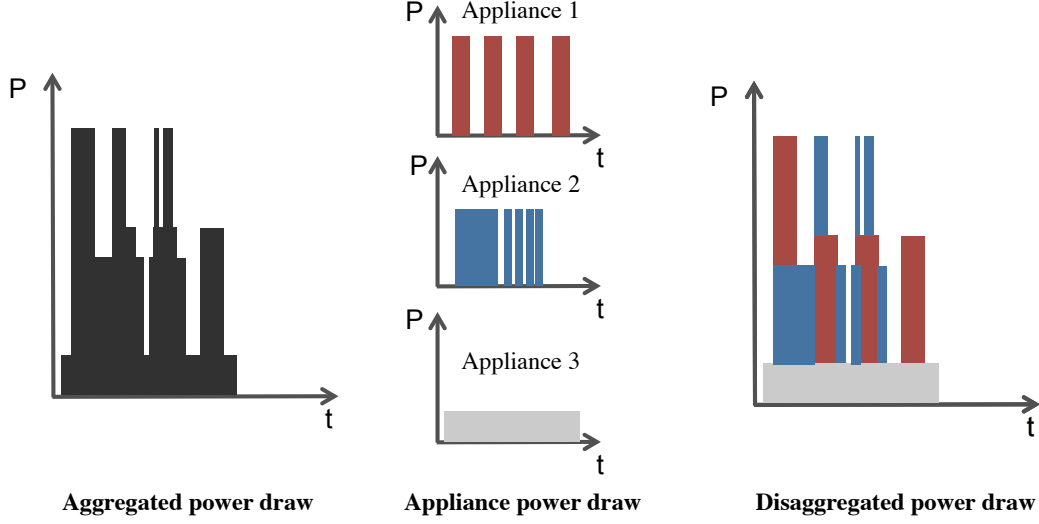 P
t
Aggregated power draw
P
Appliance 1
t
P
Appliance 2
t
P
Appliance 3
t
Appliance power draw
P
t
Disaggregated power draw